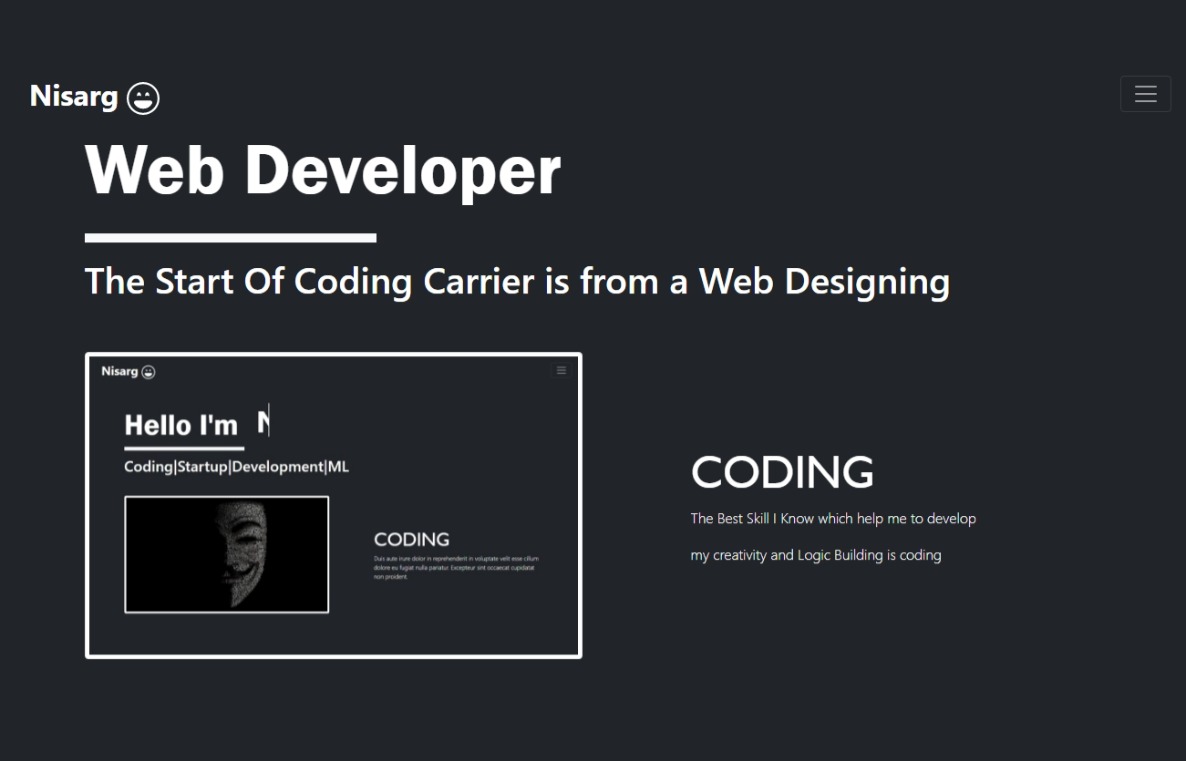 Nisarg
Web Developer
The Start Of Coding Carrier is from a Web Designing
Nisarg
Hello I'm N
Coding|Startup|Development|ML
CODING
Duis aute irure dolor in reprehenderit in voluptate velit esse cillum
dolore eu fugiat nulla pariatur. Excepteur sint occaecat cupidatat
non proident.
CODING
The Best Skill I Know which help me to develop
my creativity and Logic Building is coding